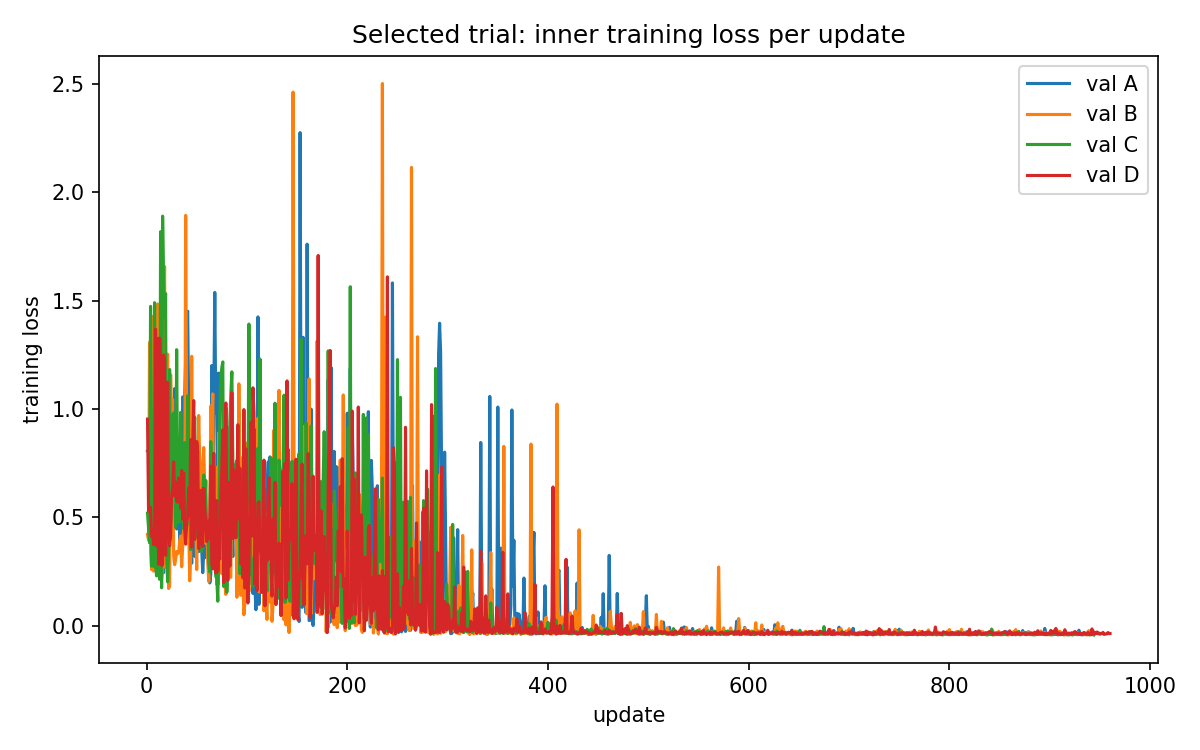 Selected trial: inner training loss per update
val A
val B
val C
val D
training loss
2.5
2.0
1.5
1.0
0.5
0.0
0 200 400 600 800 1000
update